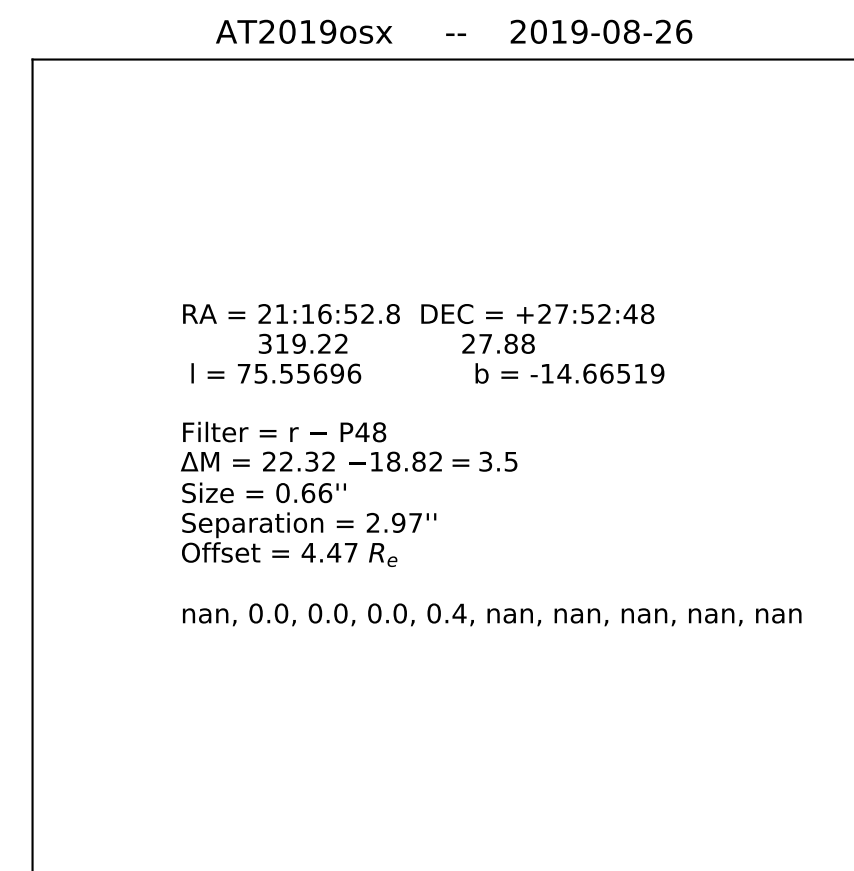 AT2019osx -- 2019-08-26
RA = 21:16:52.8 DEC = +27:52:48
319.22 27.88
l = 75.55696 b = -14.66519
Filter = r − P48
ΔM = 22.32 −18.82 = 3.5
Size = 0.66''
Separation = 2.97''
Offset = 4.47 Re
nan, 0.0, 0.0, 0.0, 0.4, nan, nan, nan, nan, nan